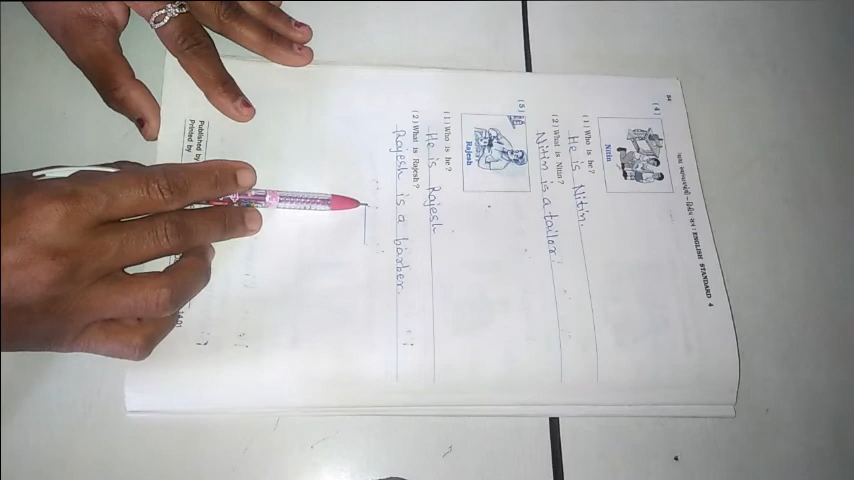 54
ENGLISH STANDARD 4
(4)
Nitin
(1) Who is he?
He is Nitin.
(2) What is Nitin?
Nitin is a tailor.
(5)
Rajesh
(1) Who is he?
He is Rajesh
(2) What is Rajesh?
Rajesh is a barber.
Published by
Printed by